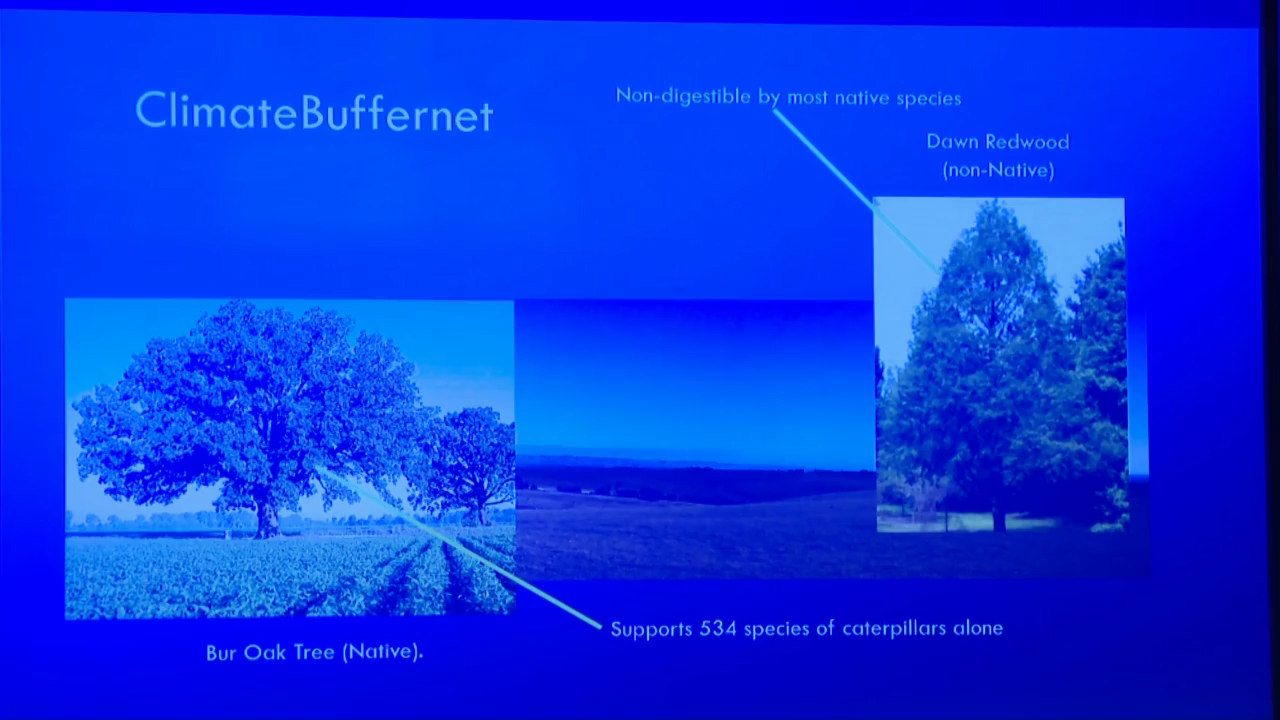 ClimateBuffernet
Non-digestible by most native species
Dawn Redwood
(non-Native)
Supports 534 species of caterpillars alone
Bur Oak Tree (Native).